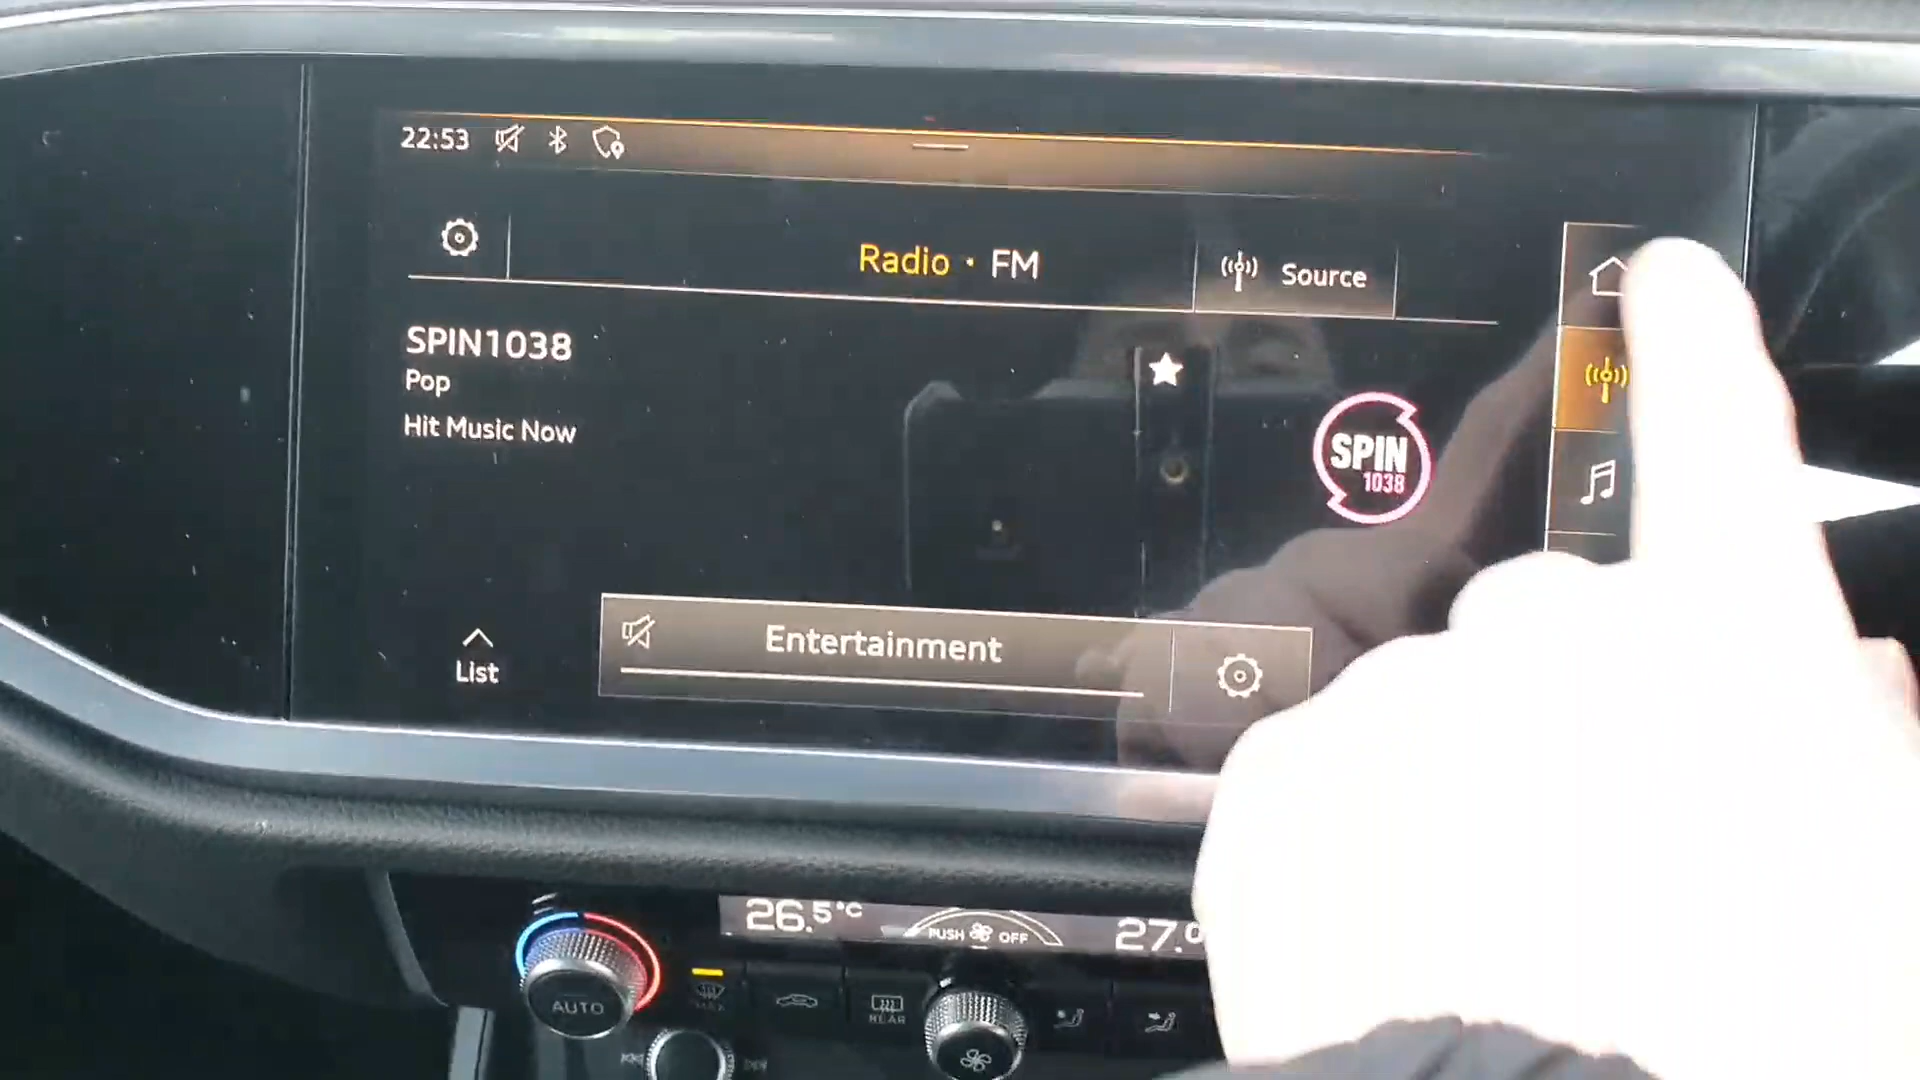 22:53
Radio · FM
Source
SPIN1038
Pop
Hit Music Now
SPIN
1038
Entertainment
List
26.5°C
PUSH OFF
27.0
AUTO
MAX
REAR